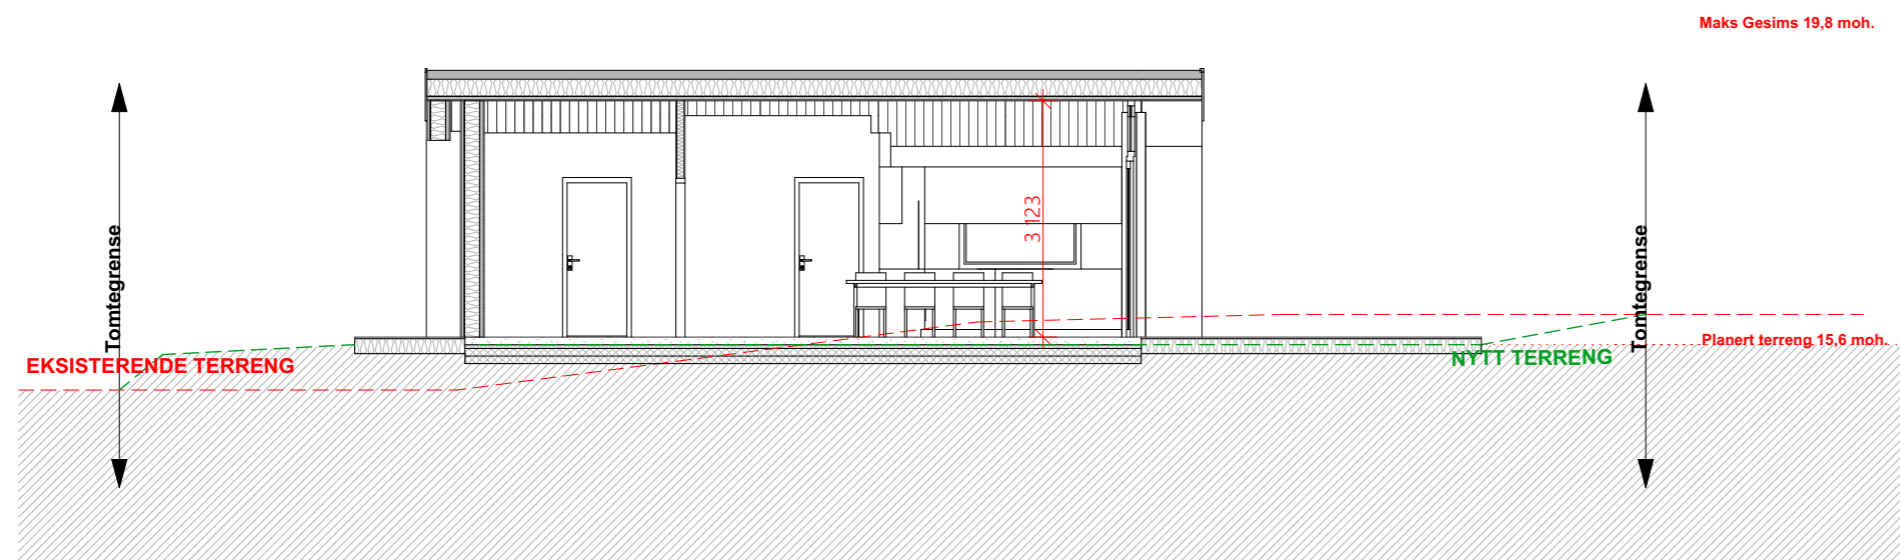 Maks Gesims 19,8 moh.
Tomtegrense
3 123
Tomtegrense
Planert terreng 15,6 moh.
EKSISTERENDE TERRENG
NYTT TERRENG